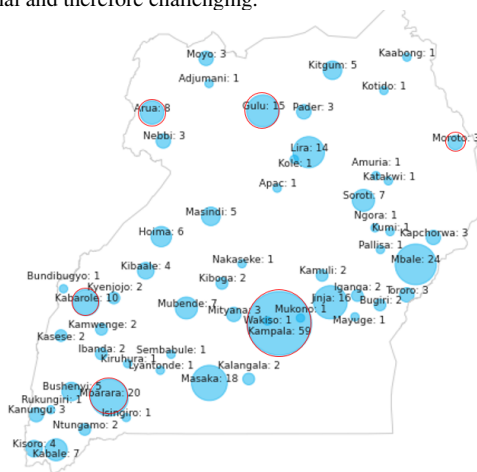 nal and therefore challenging.
Moyo: 3
Kaabong: 1
Adjumani: 1
Kitgum: 5
Kotido: 1
Arua: 8
Gulu: 15
Pader: 3
Nebbi: 3
Moroto: 3
Lira: 14
Kole: 1
Amuria: 1
Katakwi: 1
Apac: 1
Soroti: 7
Masindi: 5
Ngora: 1
Kumi: 1
Kapchorwa: 3
Hoima: 6
Pallisa: 1
Mbale: 24
Nakaseke: 1
Kibaale: 4
Bundibugyo: 1
Kiboga: 2
Kamuli: 2
Kyenjojo: 2
Iganga: 2
Tororo: 3
Kabarole: 10
Mubende: 7
Jinja: 16
Bugiri: 2
Mityana: 3
Mukono: 1
Wakiso: 1
Mayuge: 1
Kampala: 59
Kamwenge: 2
Kasese: 2
Ibanda: 2
Sembabule: 1
Kiruhura: 1
Lyantonde: 1
Kalangala: 2
Masaka: 18
Bushenyi: 5
Mbarara: 20
Rukungiri: 1
Kanungu: 3
Isingiro: 1
Ntungamo: 2
Kisoro: 4
Kabale: 7